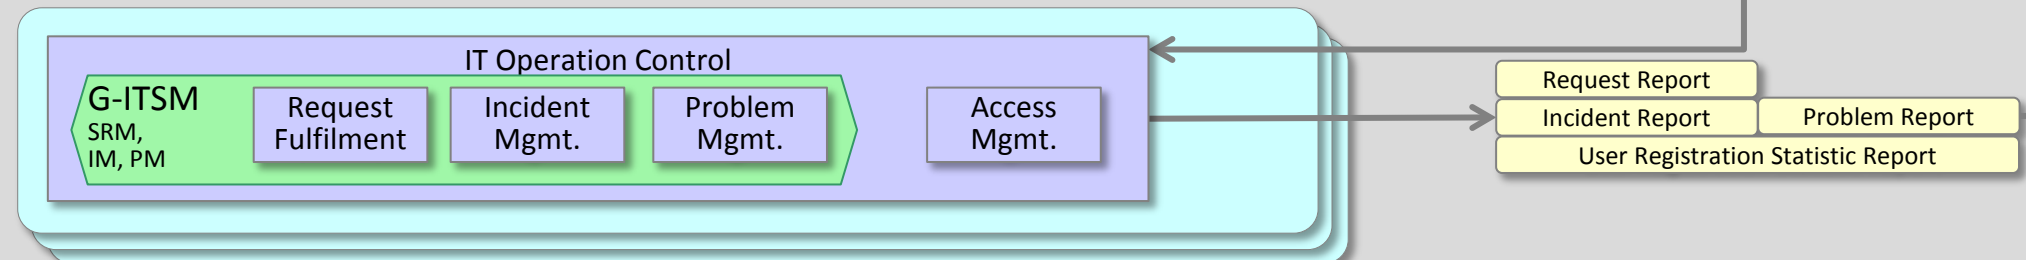 IT Operation Control
G-ITSM
SRM,
IM, PM
Request
Fulfilment
Incident
Mgmt.
Problem
Mgmt.
Access
Mgmt.
Request Report
Incident Report
Problem Report
User Registration Statistic Report